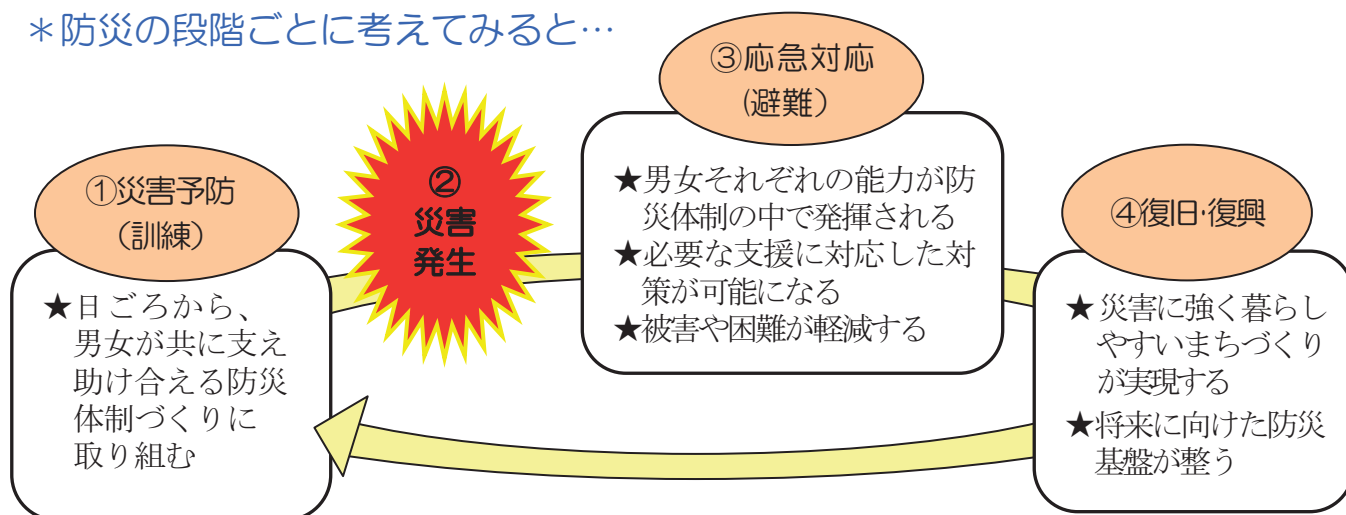 ＊防災の段階ごとに考えてみると…
①災害予防
（訓練）
★日ごろから、
男女が共に支え
助け合える防災
体制づくりに
取り組む
②
災害
発生
③応急対応
(避難）
★男女それぞれの能力が防
災体制の中で発揮される
★必要な支援に対応した対
策が可能になる
★被害や困難が軽減する
④復旧・復興
★災害に強く暮らし
やすいまちづくり
が実現する
★将来に向けた防災
基盤が整う